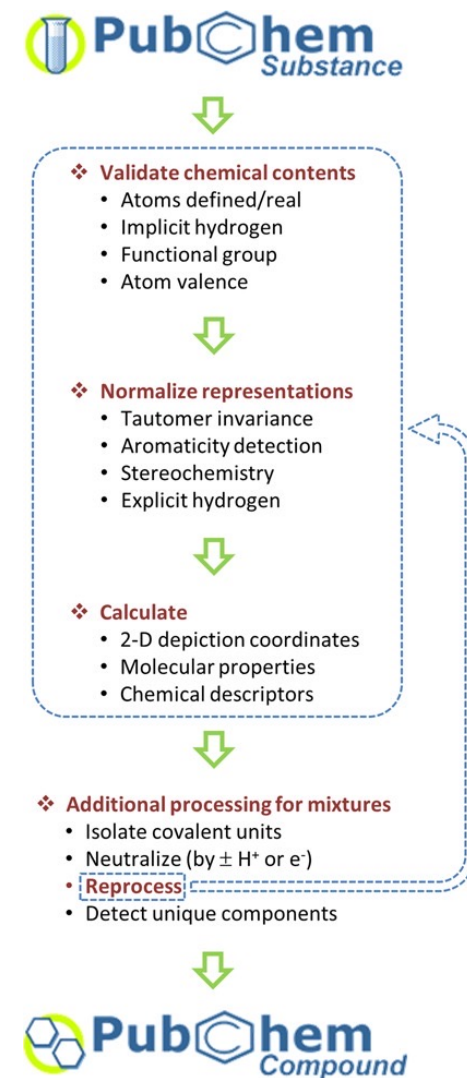 PubChem
Substance
❖ Validate chemical contents
• Atoms defined/real
• Implicit hydrogen
• Functional group
• Atom valence
❖ Normalize representations
• Tautomer invariance
• Aromaticity detection
• Stereochemistry
• Explicit hydrogen
❖ Calculate
• 2-D depiction coordinates
• Molecular properties
• Chemical descriptors
❖ Additional processing for mixtures
• Isolate covalent units
• Neutralize (by ± H⁺ or e⁻)
• Reprocess
• Detect unique components
PubChem
Compound